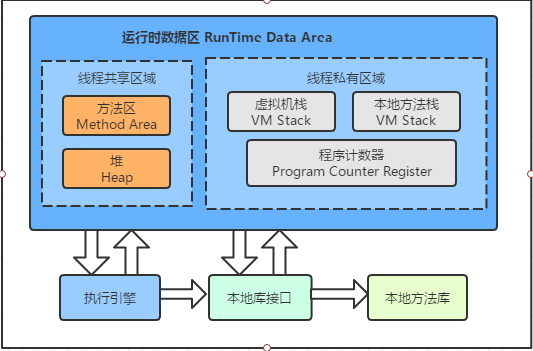 运行时数据区 RunTime Data Area
线程共享区域
方法区
Method Area
堆
Heap
线程私有区域
虚拟机栈
VM Stack
本地方法栈
VM Stack
程序计数器
Program Counter Register
执行引擎
本地库接口
本地方法库